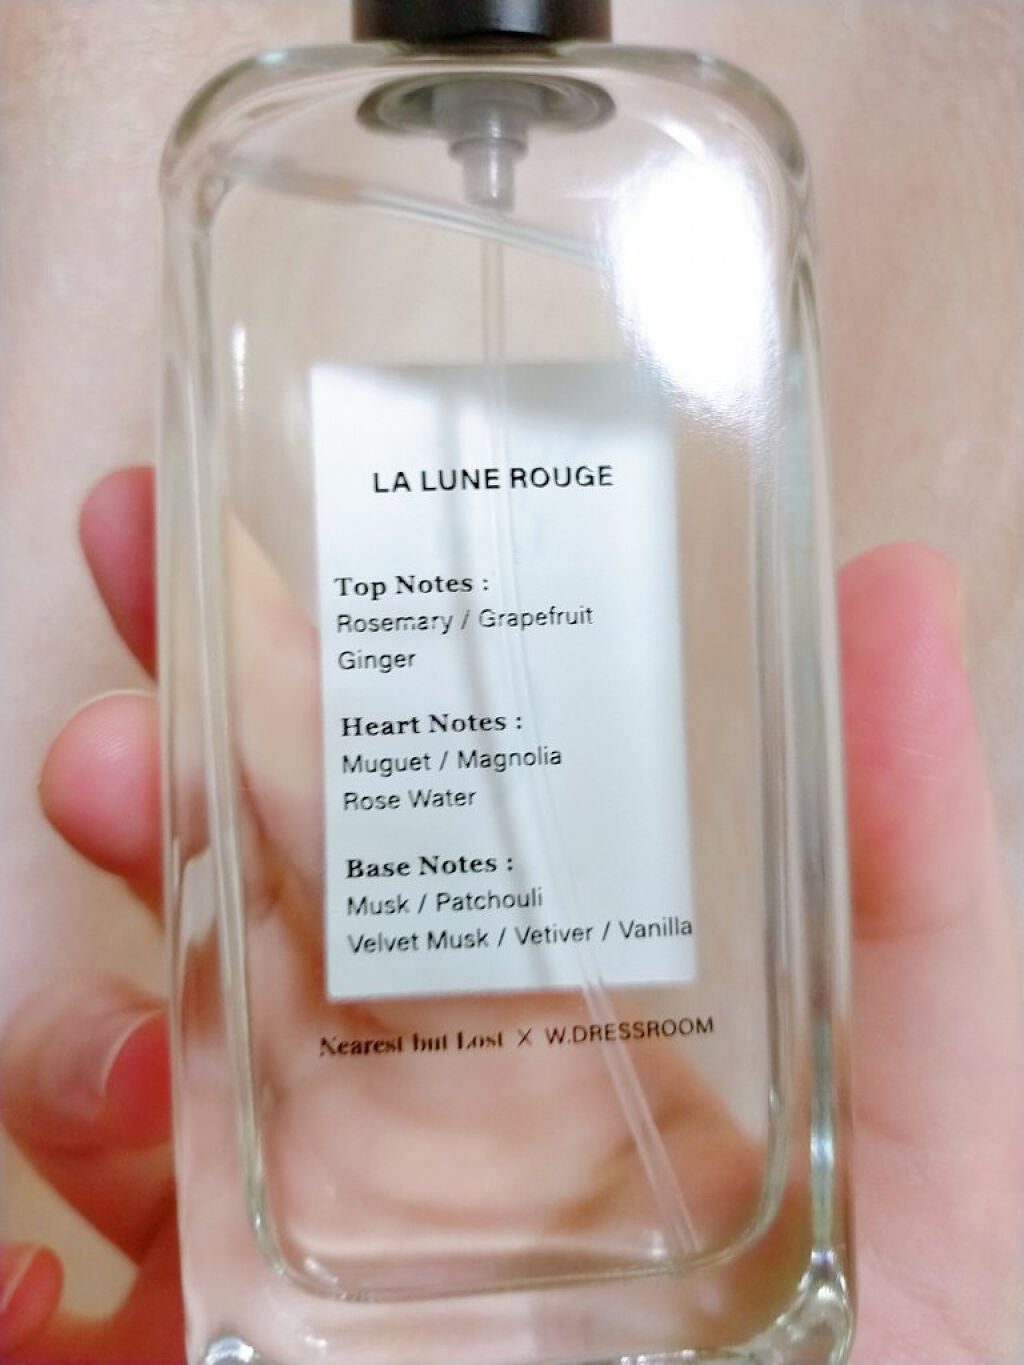 LA LUNE ROUGE
Top Notes :
Rosemary / Grapefruit
Ginger
Heart Notes :
Muguet / Magnolia
Rose Water
Base Notes :
Musk / Patchouli
Velvet Musk / Vetiver / Vanilla
Nearest but Lost X W.DRESSROOM